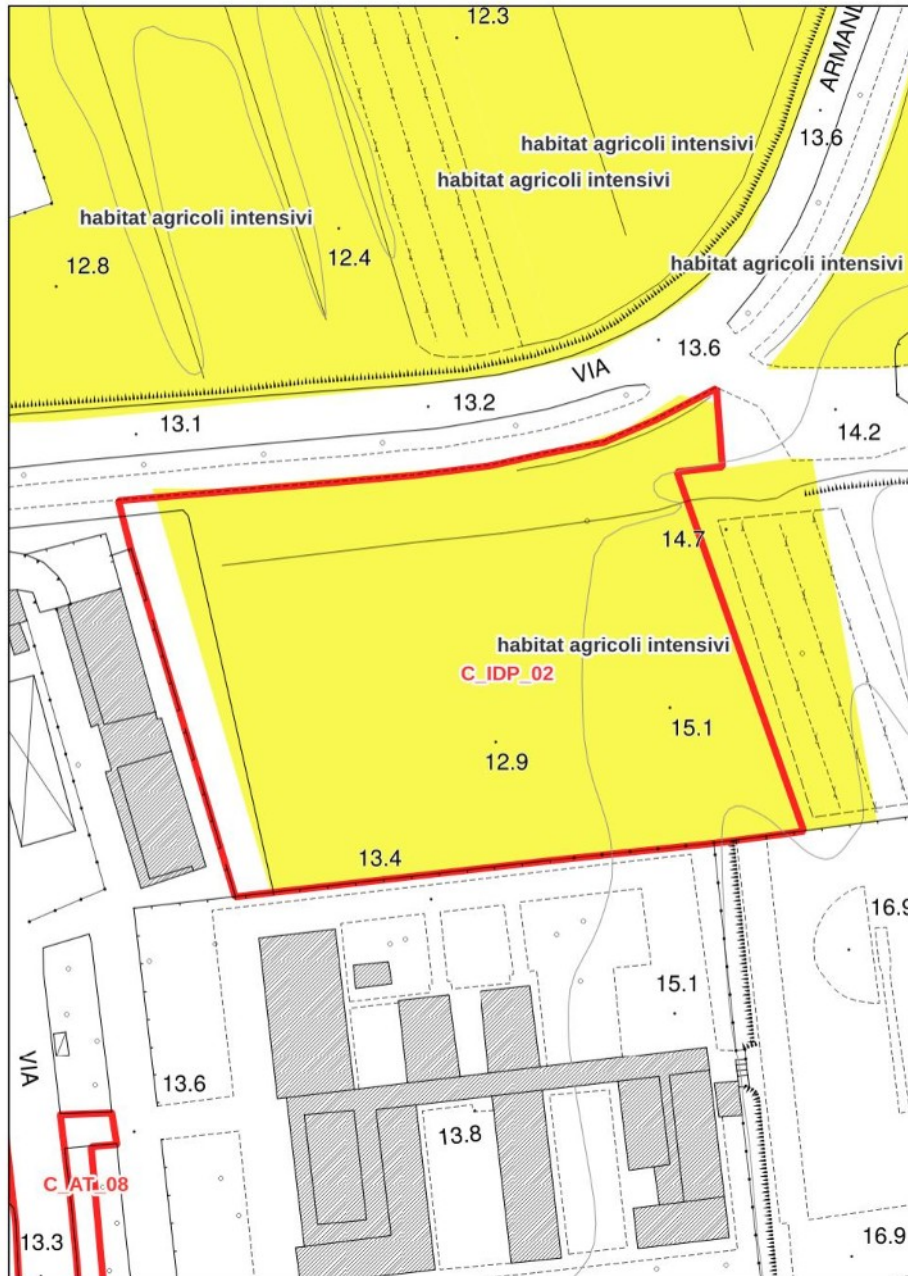 12.3
ARMAND
13.6
habitat agricoli intensivi
habitat agricoli intensivi
habitat agricoli intensivi
12.4
12.8
habitat agricoli intensivi
13.6
VIA
13.2
13.1
14.2
14.7
habitat agricoli intensivi
C_IDP_02
15.1
12.9
13.4
16.9
15.1
VIA
13.6
13.8
C_AT_08
13.3
16.9